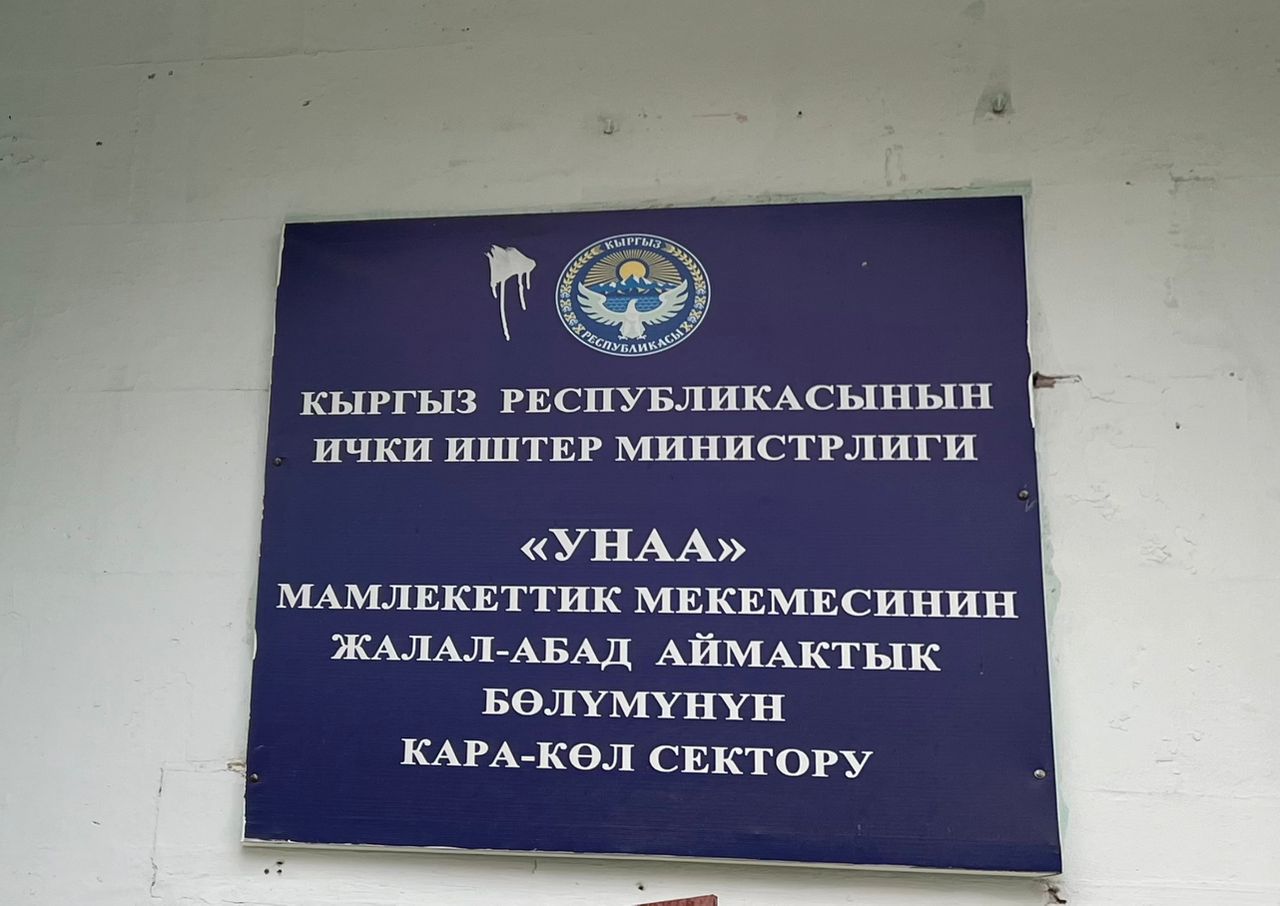 КЫРГЫЗ
РЕСПУБЛИКАСЫ
КЫРГЫЗ РЕСПУБЛИКАСЫНЫН
ИЧКИ ИШТЕР МИНИСТРЛИГИ
«УНАА»
МАМЛЕКЕТТИК МЕКЕМЕСИНИН
ЖАЛАЛ-АБАД АЙМАКТЫК
БӨЛҮМҮНҮН
КАРА-КӨЛ СЕКТОРУ